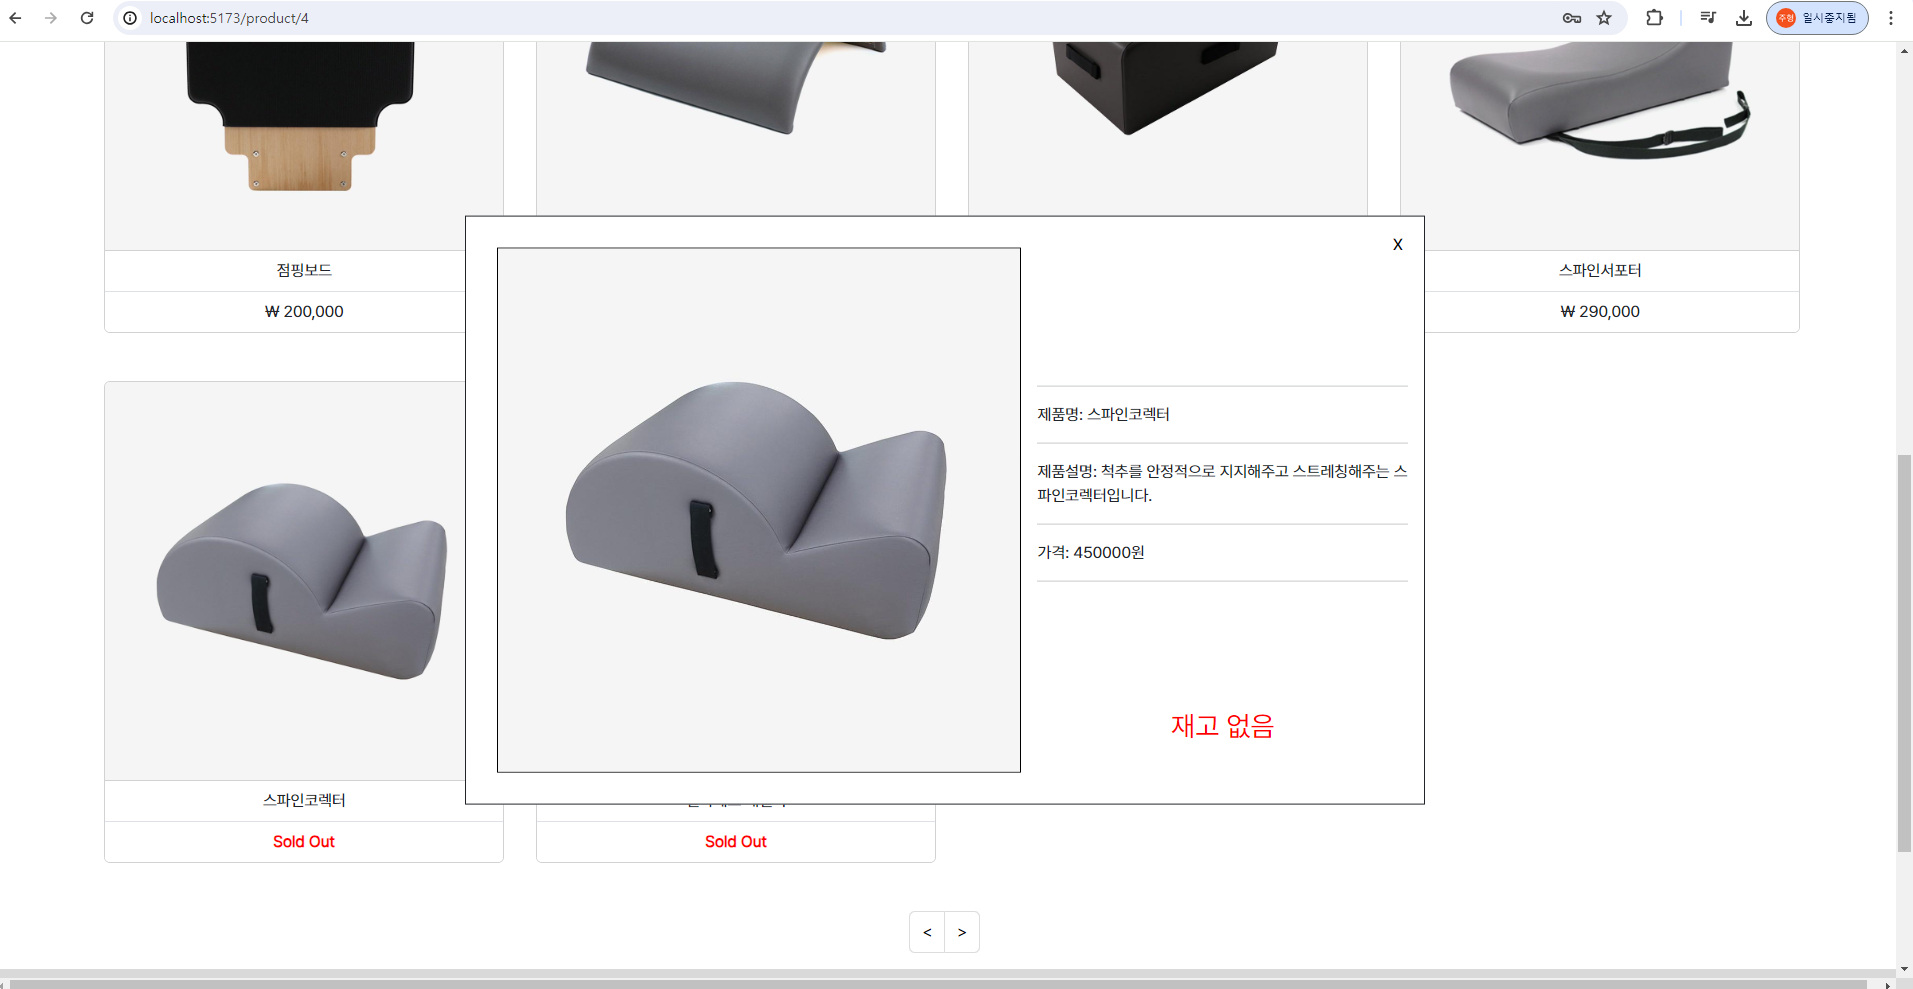 localhost:5173/product/4
주형 일시중지됨
X
점핑보드
스파인서포터
₩ 200,000
₩ 290,000
제품명: 스파인코렉터
제품설명: 척추를 안정적으로 지지해주고 스트레칭해주는 스
파인코렉터입니다.
가격: 450000원
재고 없음
스파인코렉터
Sold Out
Sold Out
< >